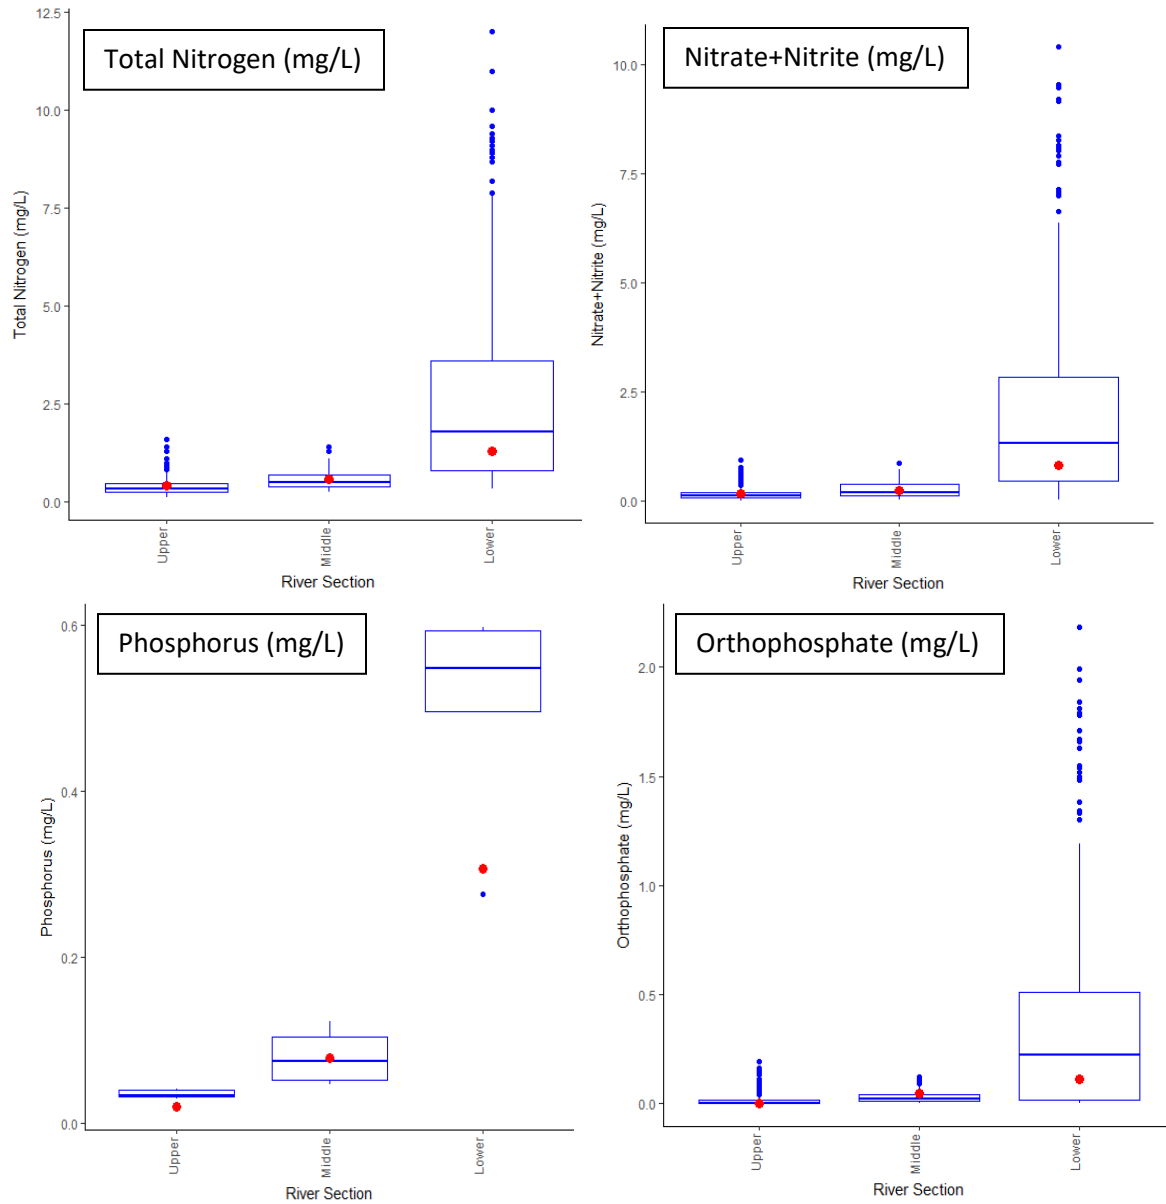 Total Nitrogen (mg/L)
12.5
10.0
7.5
5.0
2.5
0.0
Total Nitrogen (mg/L)
Upper
Middle
Lower
River Section
Nitrate+Nitrite (mg/L)
10.0
7.5
5.0
2.5
0.0
Nitrate+Nitrite (mg/L)
Upper
Middle
Lower
River Section
Phosphorus (mg/L)
0.6
0.4
0.2
0.0
Phosphorus (mg/L)
Upper
Middle
Lower
River Section
Orthophosphate (mg/L)
2.0
1.5
1.0
0.5
0.0
Orthophosphate (mg/L)
Upper
Middle
Lower
River Section